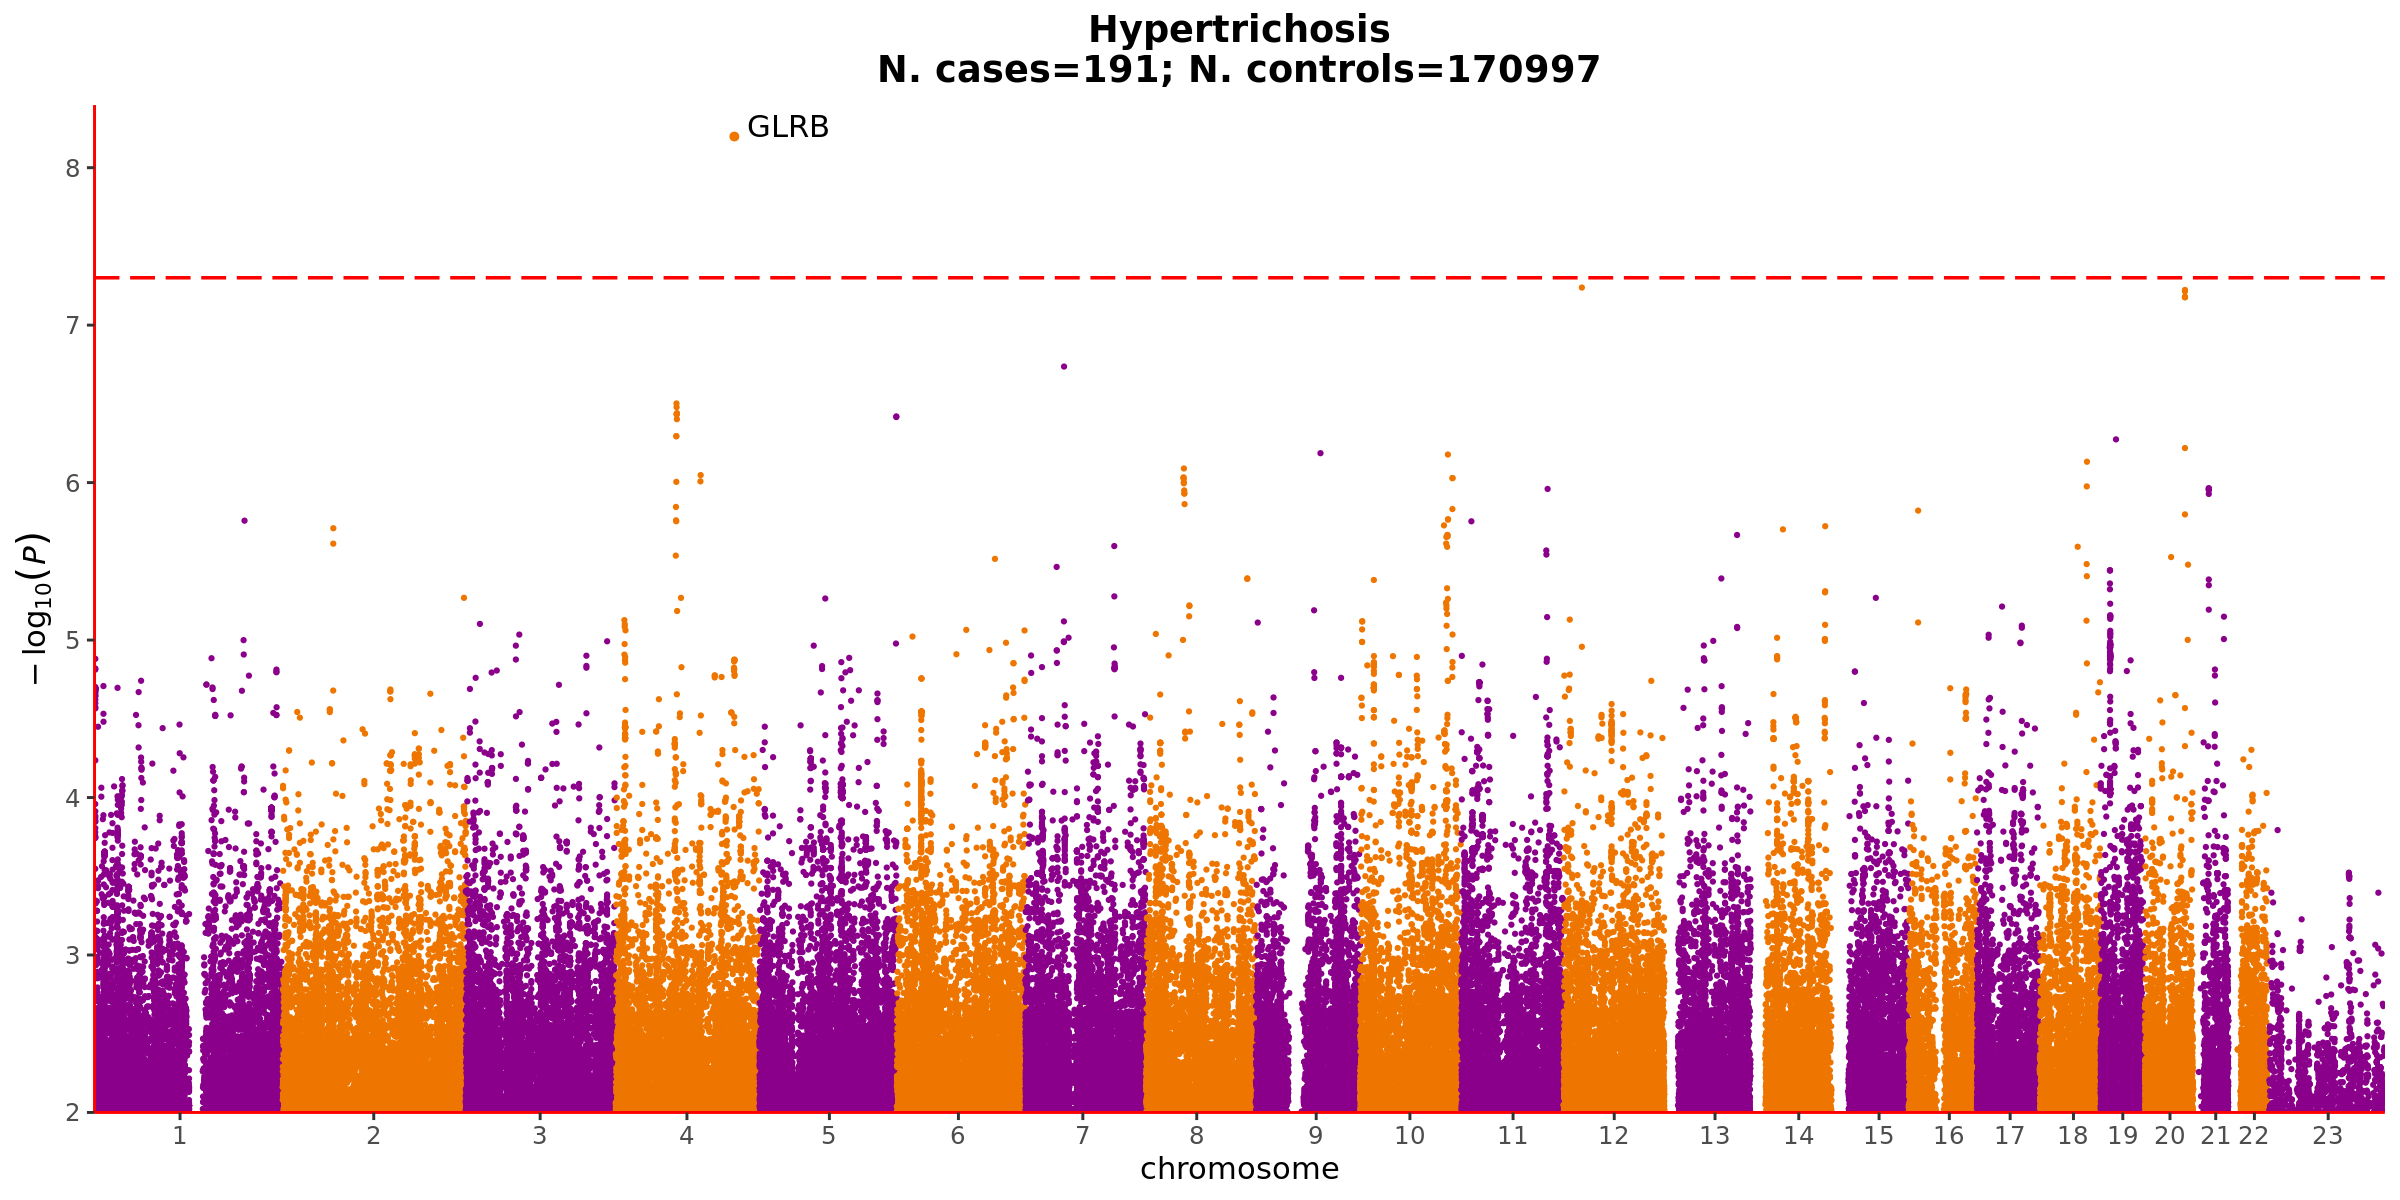 Hypertrichosis
N. cases=191; N. controls=170997
GLRB
8
7
6
5
4
3
2
− log10(P)
1 2 3 4 5 6 7 8 9 10 11 12 13 14 15 16 17 18 19 20 21 22 23
chromosome